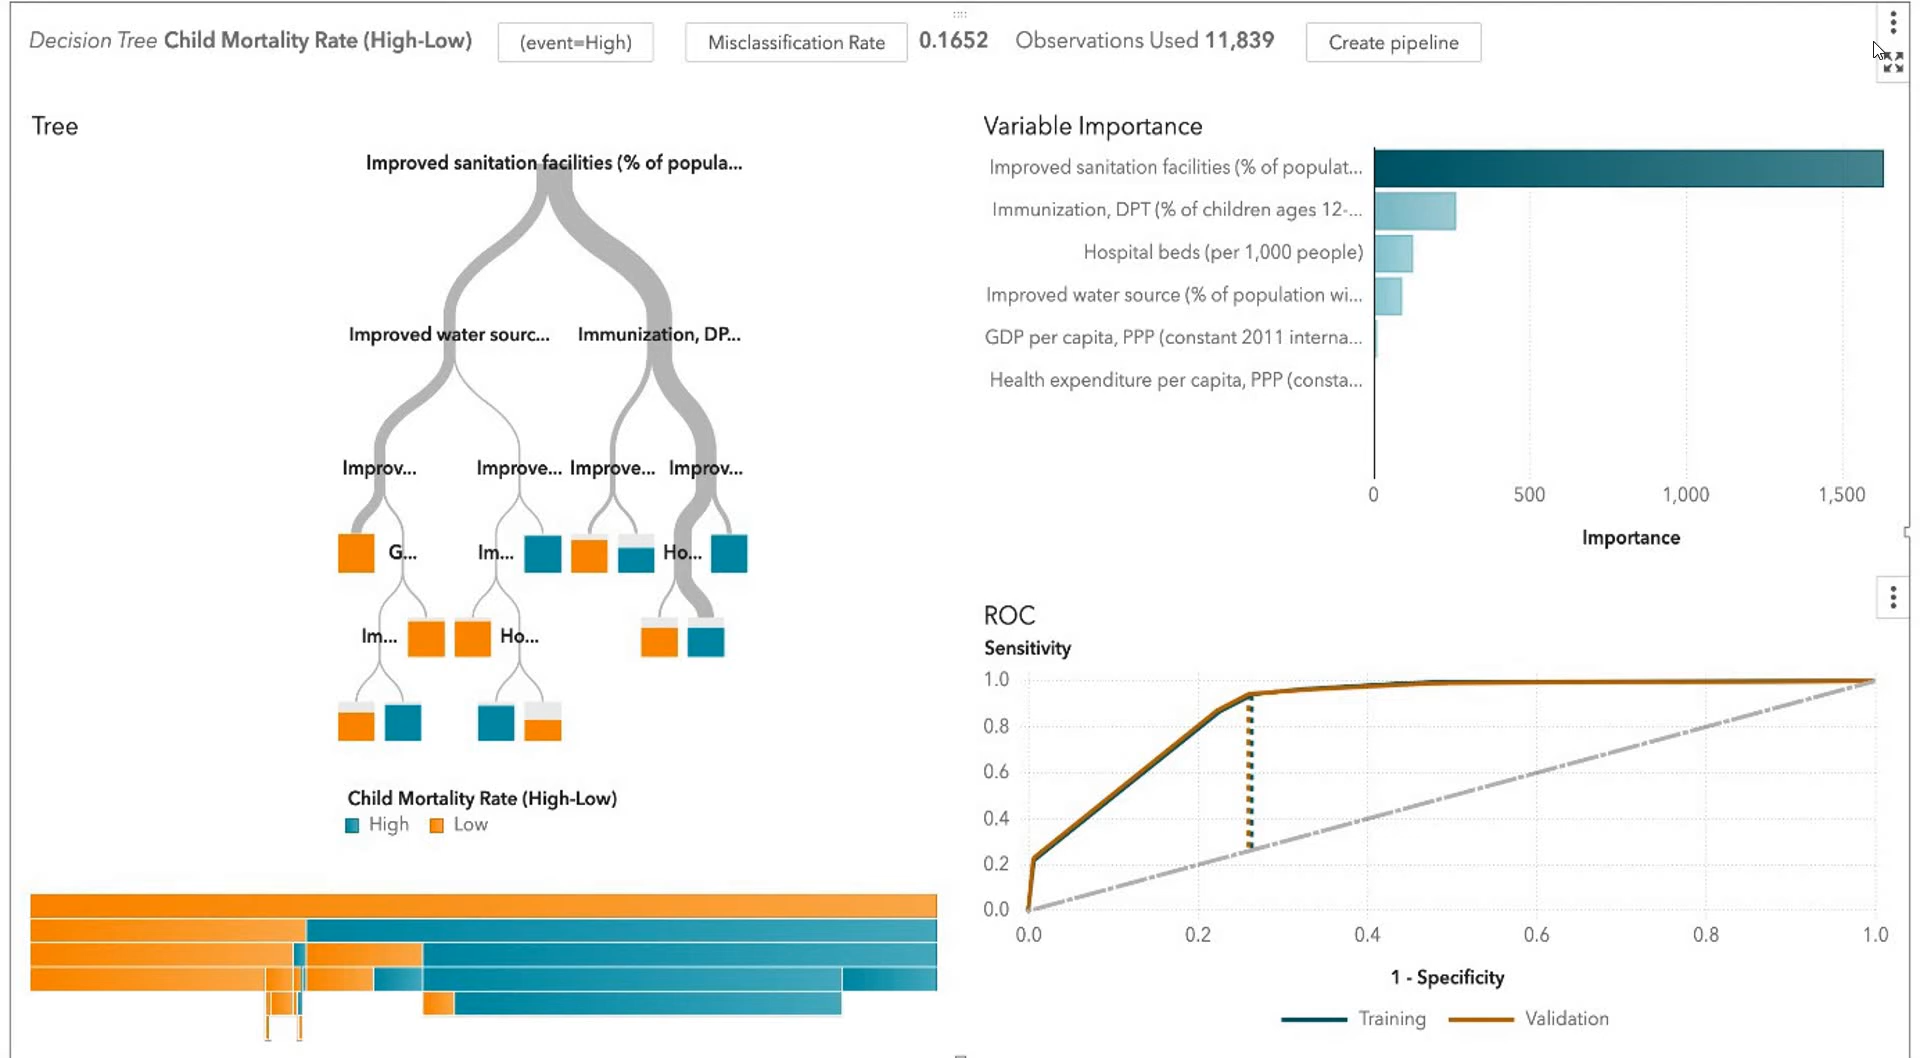 Decision Tree Child Mortality Rate (High-Low) (event=High) Misclassification Rate 0.1652 Observations Used 11,839 Create pipeline
Tree
Improved sanitation facilities (% of popula...
Improved water sourc... Immunization, DP...
Improv... Improve... Improve... Improv...
G... Im... Ho...
Im... Ho...
Child Mortality Rate (High-Low)
High Low
Variable Importance
Improved sanitation facilities (% of populat...
Immunization, DPT (% of children ages 12-...
Hospital beds (per 1,000 people)
Improved water source (% of population wi...
GDP per capita, PPP (constant 2011 interna...
Health expenditure per capita, PPP (consta...
0 500 1,000 1,500
Importance
ROC
Sensitivity
1.0
0.8
0.6
0.4
0.2
0.0
0.0 0.2 0.4 0.6 0.8 1.0
1 - Specificity
Training Validation